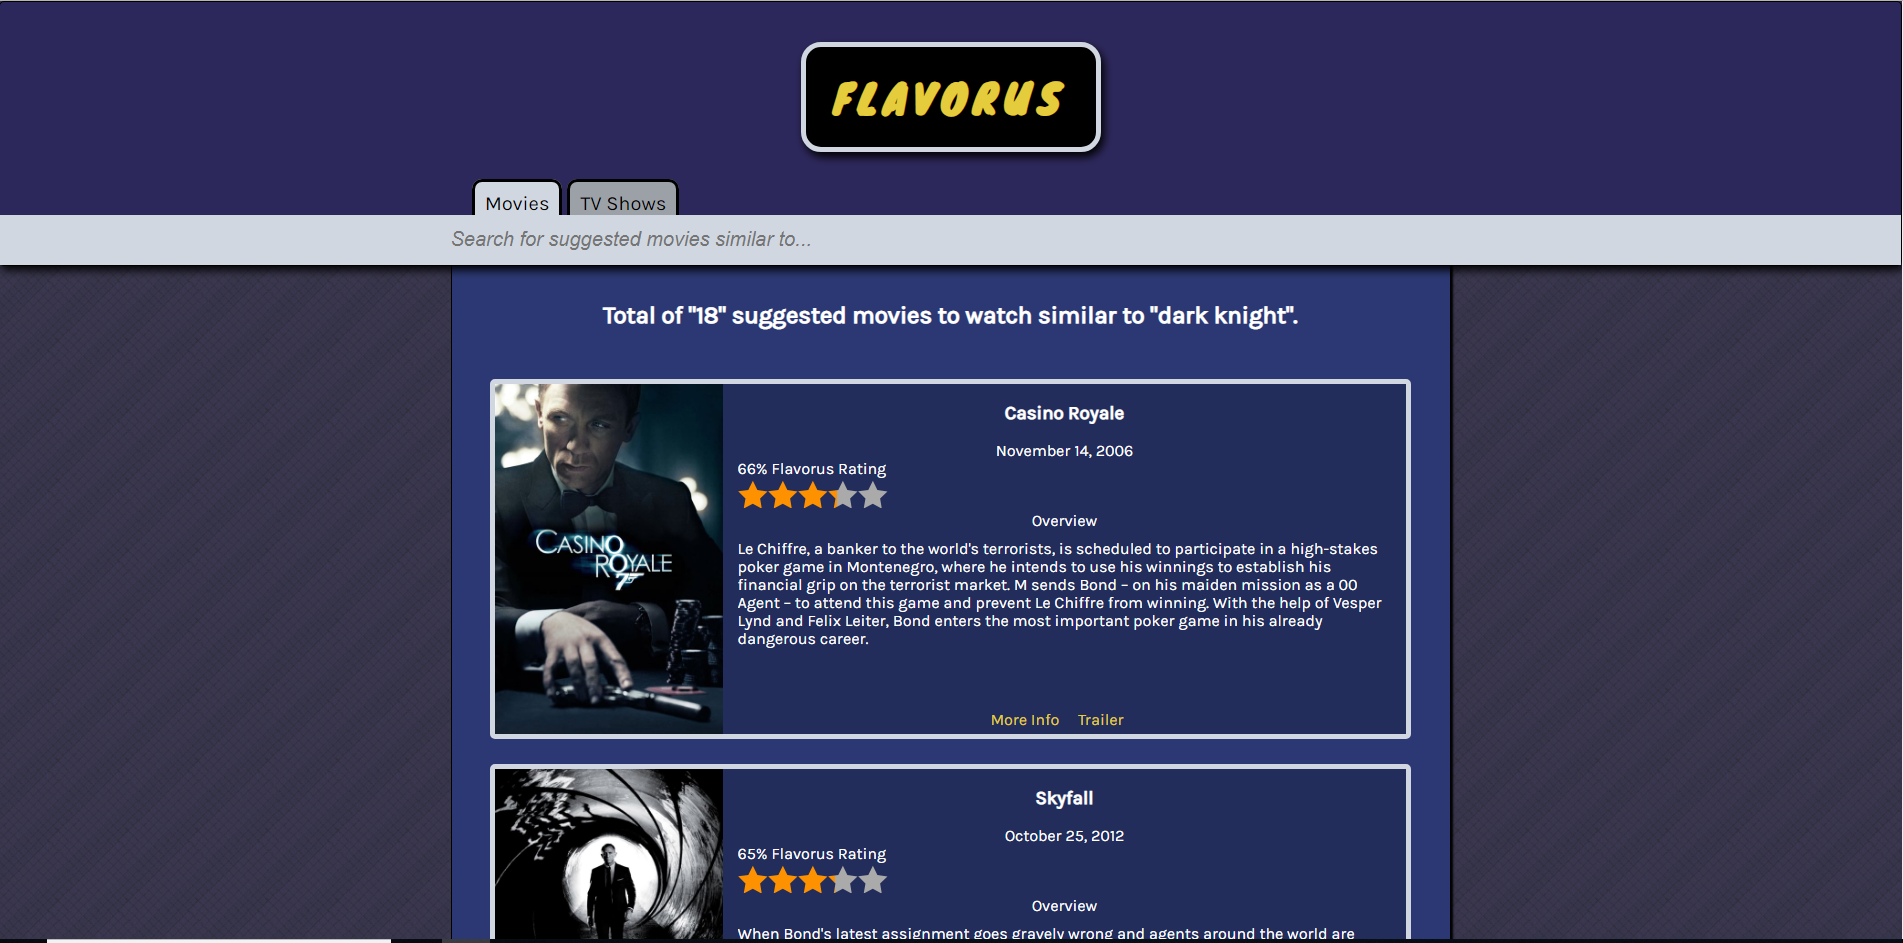 FLAVORUS
Movies TV Shows
Search for suggested movies similar to...
Total of "18" suggested movies to watch similar to "dark knight".
CASINO
ROYALE
007
Casino Royale
November 14, 2006
66% Flavorus Rating
Overview
Le Chiffre, a banker to the world's terrorists, is scheduled to participate in a high-stakes
poker game in Montenegro, where he intends to use his winnings to establish his
financial grip on the terrorist market. M sends Bond – on his maiden mission as a 00
Agent – to attend this game and prevent Le Chiffre from winning. With the help of Vesper
Lynd and Felix Leiter, Bond enters the most important poker game in his already
dangerous career.
More Info Trailer
Skyfall
October 25, 2012
65% Flavorus Rating
Overview
When Bond's latest assignment goes gravely wrong and agents around the world are